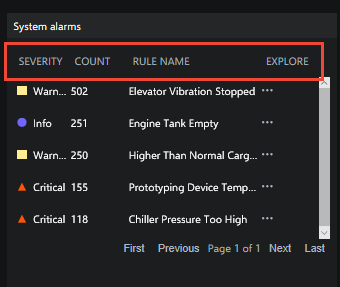 System alarms
SEVERITY COUNT RULE NAME EXPLORE
Warn... 502 Elevator Vibration Stopped ...
Info 251 Engine Tank Empty ...
Warn... 250 Higher Than Normal Carg... ...
Critical 155 Prototyping Device Temp... ...
Critical 118 Chiller Pressure Too High ...
First Previous Page 1 of 1 Next Last